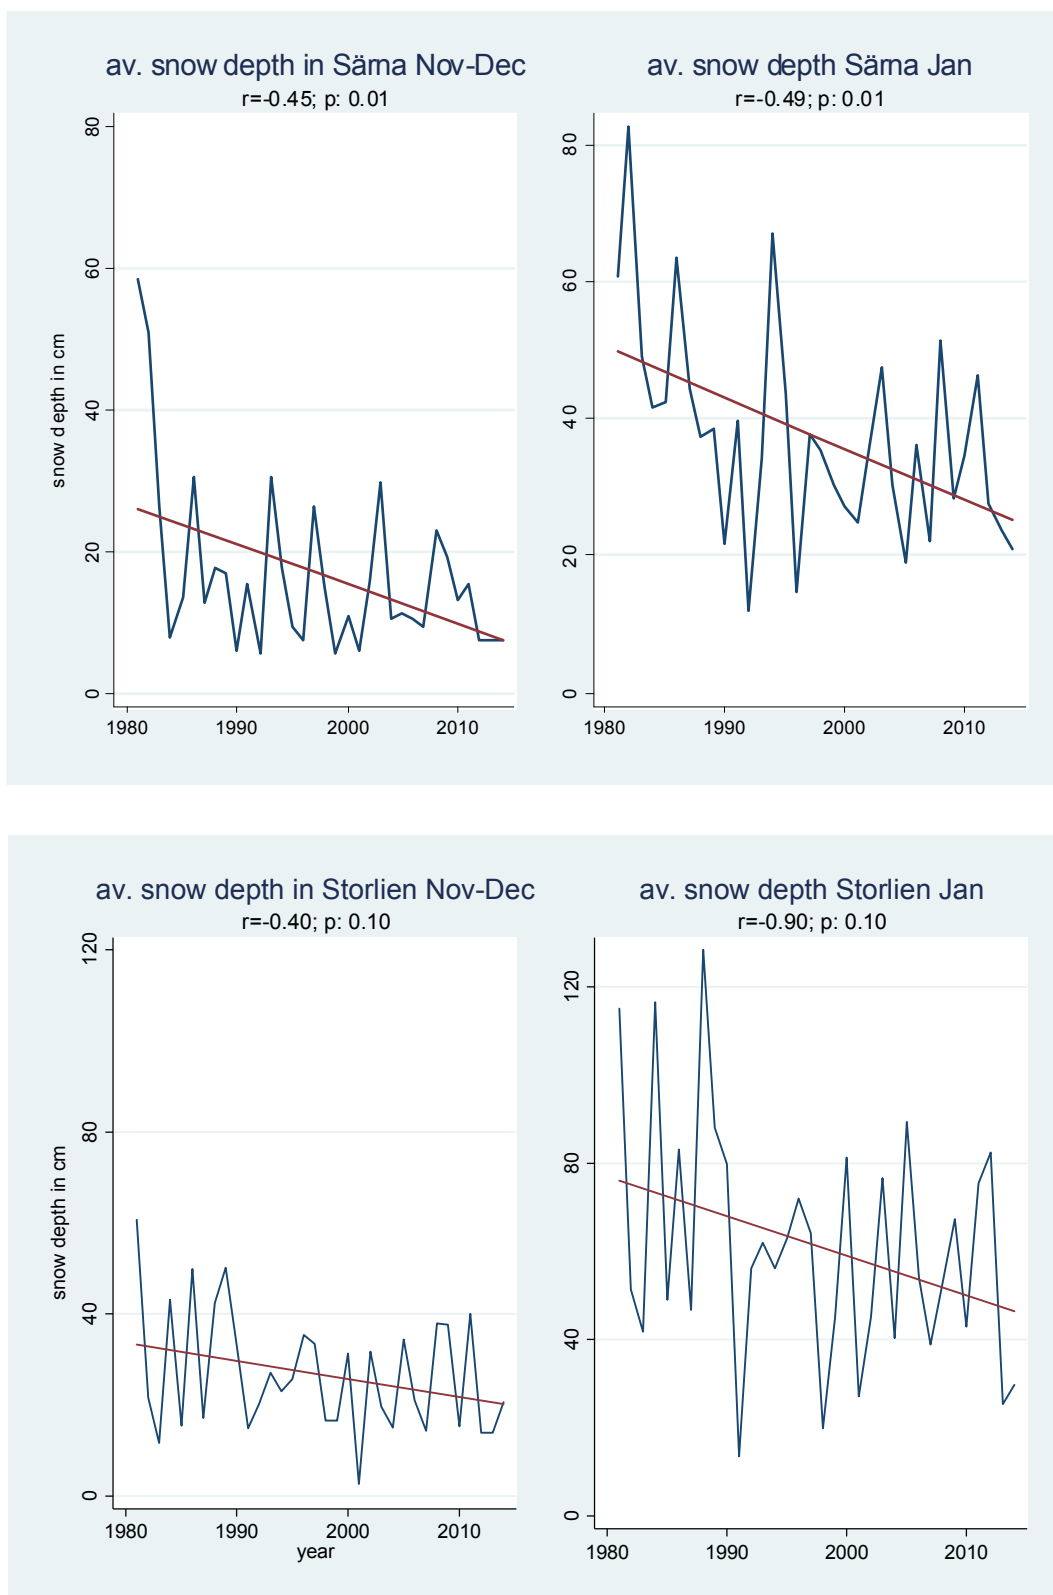 av. snow depth in Särna Nov-Dec
r=-0.45; p: 0.01
80
60
40
20
0
snow depth in cm
1980 1990 2000 2010
av. snow depth Särna Jan
r=-0.49; p: 0.01
80
60
40
20
0
1980 1990 2000 2010
av. snow depth in Storlien Nov-Dec
r=-0.40; p: 0.10
120
80
40
0
snow depth in cm
1980 1990 2000 2010
year
av. snow depth Storlien Jan
r=-0.90; p: 0.10
120
80
40
0
1980 1990 2000 2010